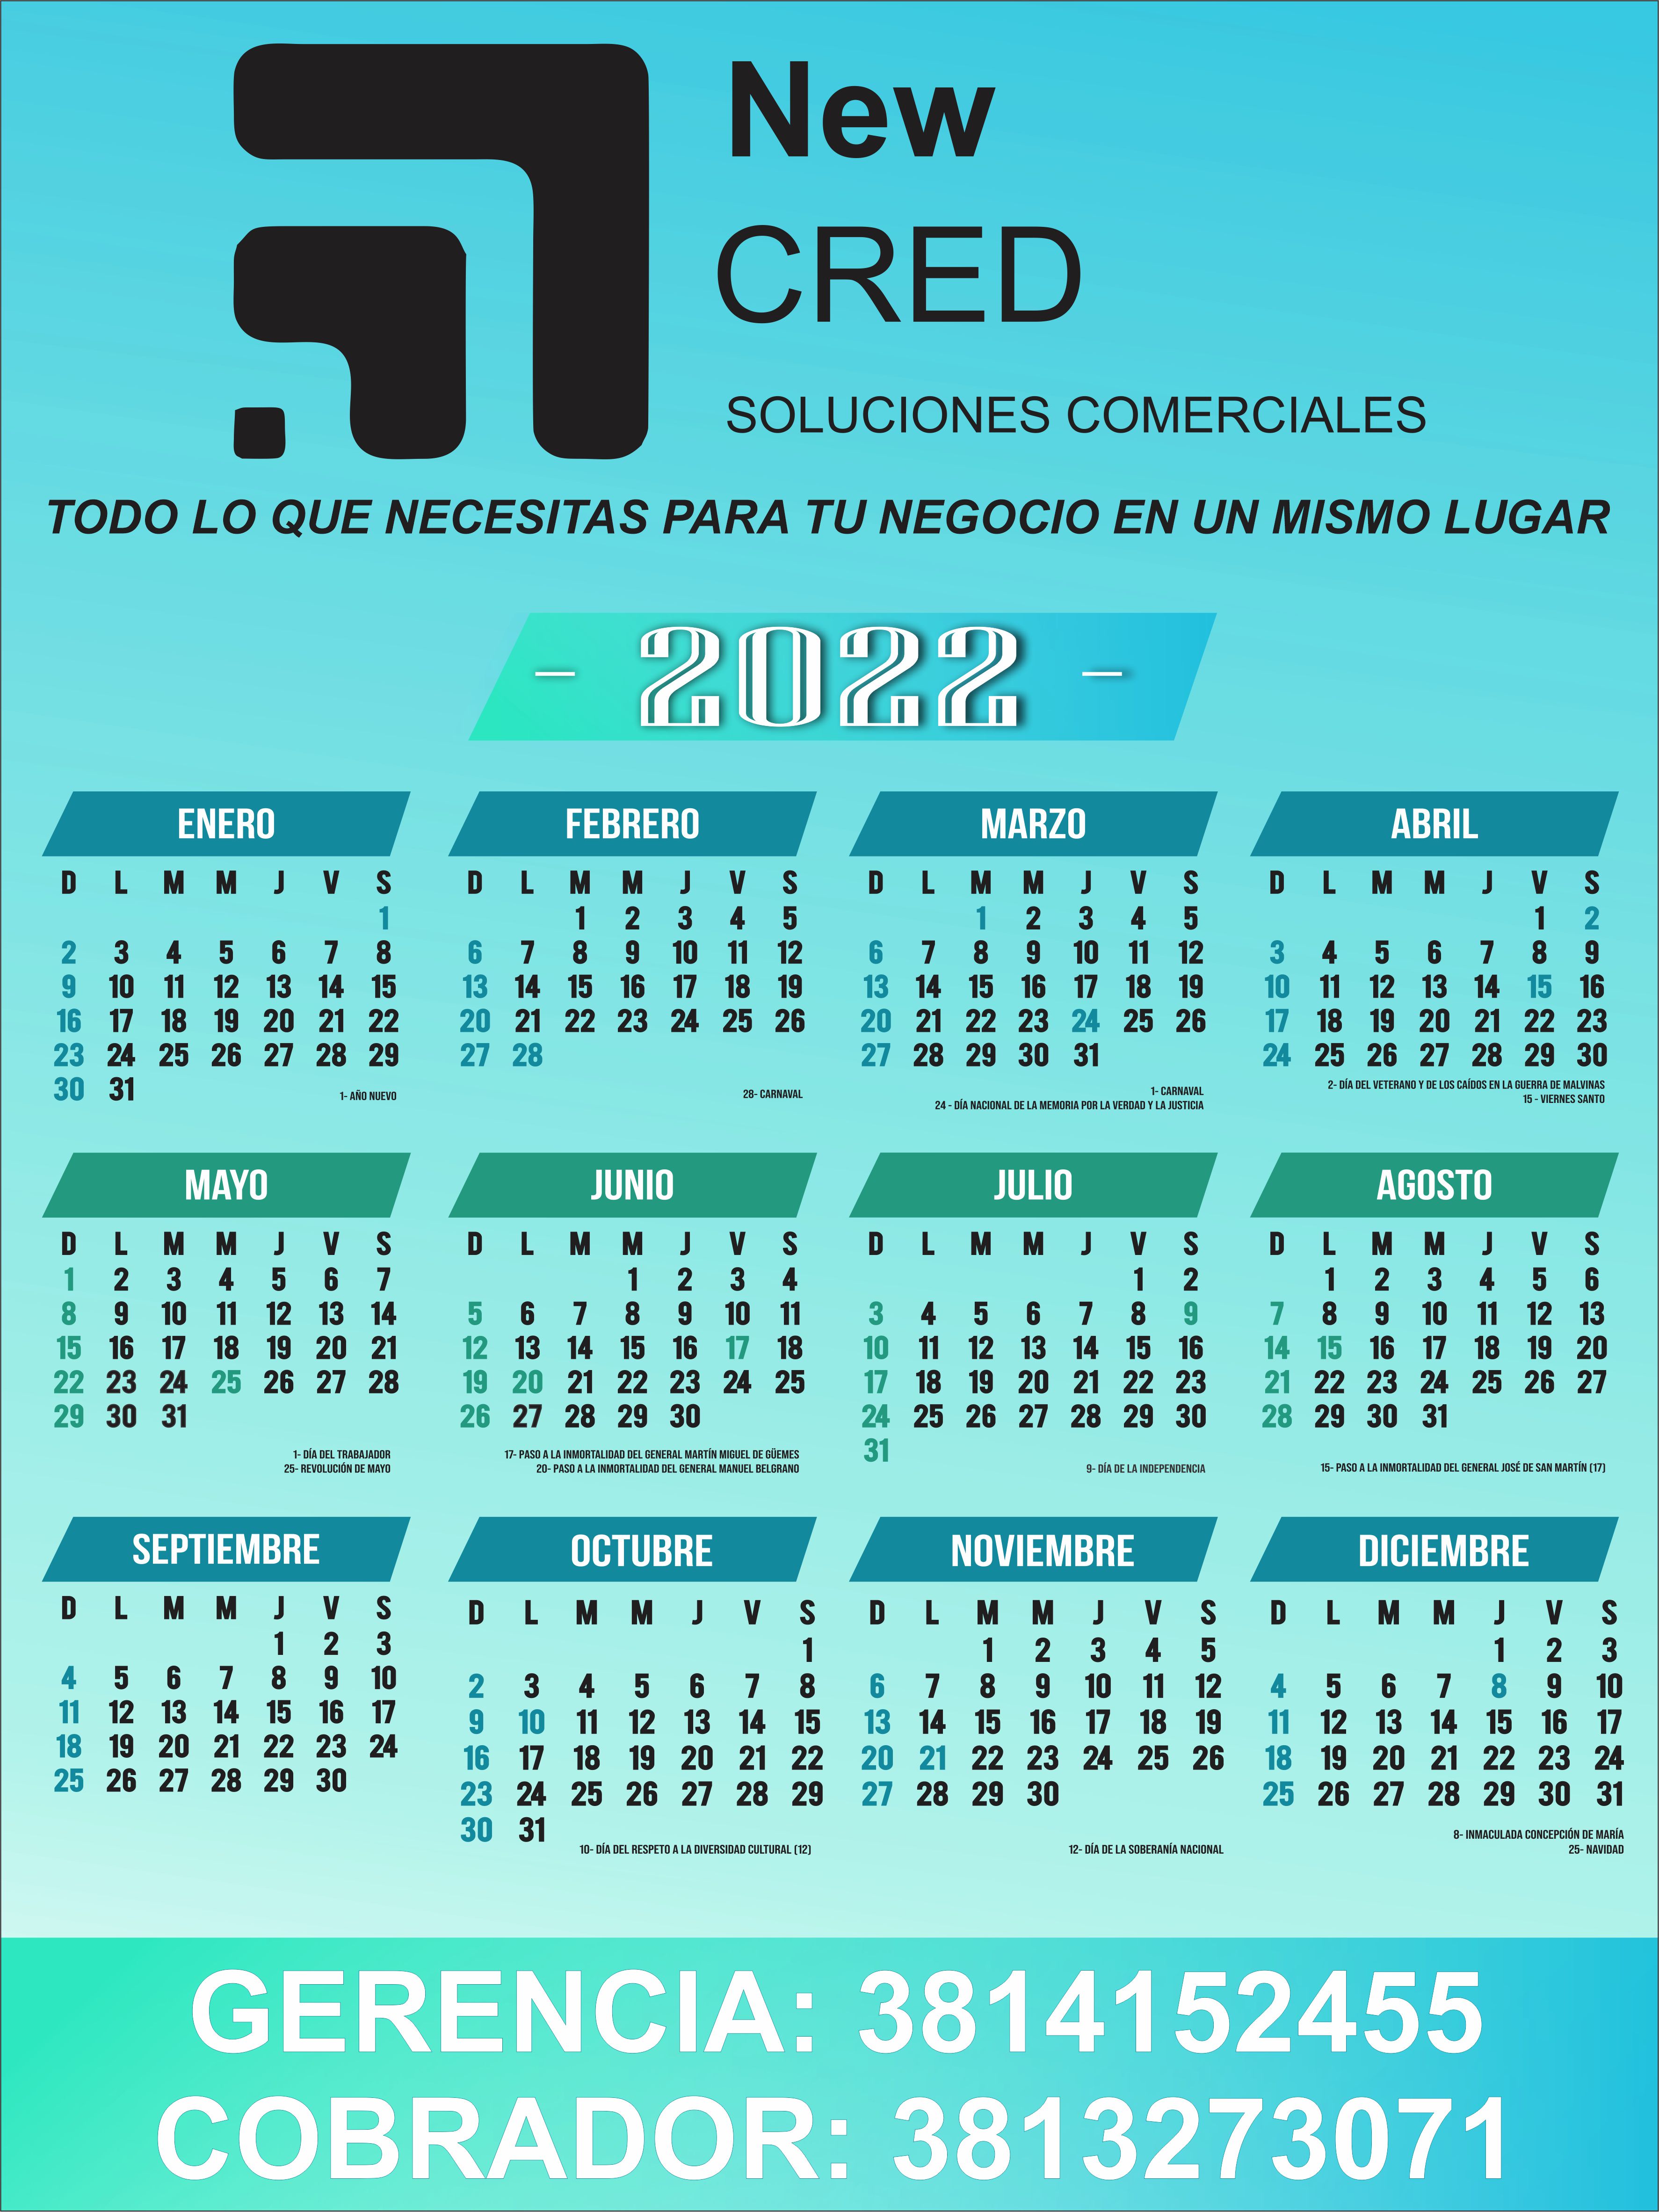 New
CRED
SOLUCIONES COMERCIALES
TODO LO QUE NECESITAS PARA TU NEGOCIO EN UN MISMO LUGAR
- 2022 -
ENERO
D L M M J V S
1
2 3 4 5 6 7 8
9 10 11 12 13 14 15
16 17 18 19 20 21 22
23 24 25 26 27 28 29
30 31
1- AÑO NUEVO
FEBRERO
D L M M J V S
1 2 3 4 5
6 7 8 9 10 11 12
13 14 15 16 17 18 19
20 21 22 23 24 25 26
27 28
28- CARNAVAL
MARZO
D L M M J V S
1 2 3 4 5
6 7 8 9 10 11 12
13 14 15 16 17 18 19
20 21 22 23 24 25 26
27 28 29 30 31
1- CARNAVAL
24 - DÍA NACIONAL DE LA MEMORIA POR LA VERDAD Y LA JUSTICIA
ABRIL
D L M M J V S
1 2
3 4 5 6 7 8 9
10 11 12 13 14 15 16
17 18 19 20 21 22 23
24 25 26 27 28 29 30
2- DÍA DEL VETERANO Y DE LOS CAÍDOS EN LA GUERRA DE MALVINAS
15 - VIERNES SANTO
MAYO
D L M M J V S
1 2 3 4 5 6 7
8 9 10 11 12 13 14
15 16 17 18 19 20 21
22 23 24 25 26 27 28
29 30 31
1- DÍA DEL TRABAJADOR
25- REVOLUCIÓN DE MAYO
JUNIO
D L M M J V S
1 2 3 4
5 6 7 8 9 10 11
12 13 14 15 16 17 18
19 20 21 22 23 24 25
26 27 28 29 30
17- PASO A LA INMORTALIDAD DEL GENERAL MARTÍN MIGUEL DE GÜEMES
20- PASO A LA INMORTALIDAD DEL GENERAL MANUEL BELGRANO
JULIO
D L M M J V S
1 2
3 4 5 6 7 8 9
10 11 12 13 14 15 16
17 18 19 20 21 22 23
24 25 26 27 28 29 30
31
9- DÍA DE LA INDEPENDENCIA
AGOSTO
D L M M J V S
1 2 3 4 5 6
7 8 9 10 11 12 13
14 15 16 17 18 19 20
21 22 23 24 25 26 27
28 29 30 31
15- PASO A LA INMORTALIDAD DEL GENERAL JOSÉ DE SAN MARTÍN (17)
SEPTIEMBRE
D L M M J V S
1 2 3
4 5 6 7 8 9 10
11 12 13 14 15 16 17
18 19 20 21 22 23 24
25 26 27 28 29 30
OCTUBRE
D L M M J V S
1
2 3 4 5 6 7 8
9 10 11 12 13 14 15
16 17 18 19 20 21 22
23 24 25 26 27 28 29
30 31
10- DÍA DEL RESPETO A LA DIVERSIDAD CULTURAL (12)
NOVIEMBRE
D L M M J V S
1 2 3 4 5
6 7 8 9 10 11 12
13 14 15 16 17 18 19
20 21 22 23 24 25 26
27 28 29 30
12- DÍA DE LA SOBERANÍA NACIONAL
DICIEMBRE
D L M M J V S
1 2 3
4 5 6 7 8 9 10
11 12 13 14 15 16 17
18 19 20 21 22 23 24
25 26 27 28 29 30 31
8- INMACULADA CONCEPCIÓN DE MARÍA
25- NAVIDAD
GERENCIA: 3814152455
COBRADOR: 3813273071